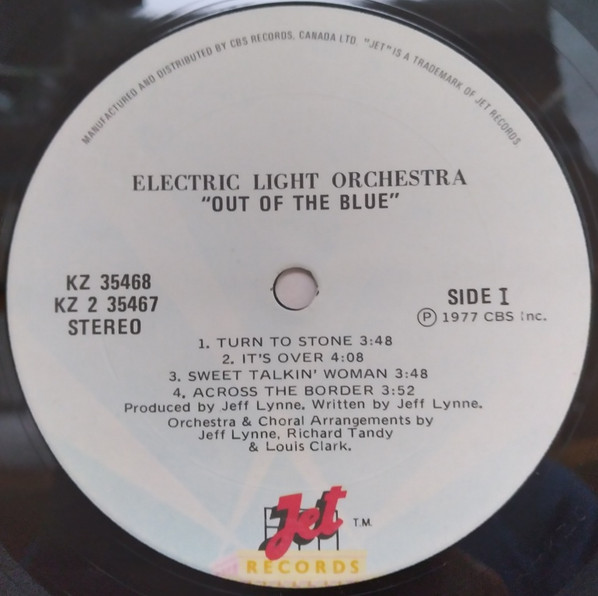 MANUFACTURED AND DISTRIBUTED BY CBS RECORDS, CANADA LTD. "JET" IS A TRADEMARK OF JET RECORDS.
ELECTRIC LIGHT ORCHESTRA
"OUT OF THE BLUE"
KZ 35468
KZ 2 35467
STEREO
SIDE I
Ⓟ 1977 CBS Inc.
1. TURN TO STONE 3:48
2. IT'S OVER 4:08
3. SWEET TALKIN' WOMAN 3:48
4. ACROSS THE BORDER 3:52
Produced by Jeff Lynne. Written by Jeff Lynne.
Orchestra & Choral Arrangements by
Jeff Lynne, Richard Tandy
& Louis Clark.
Jet T.M.
RECORDS